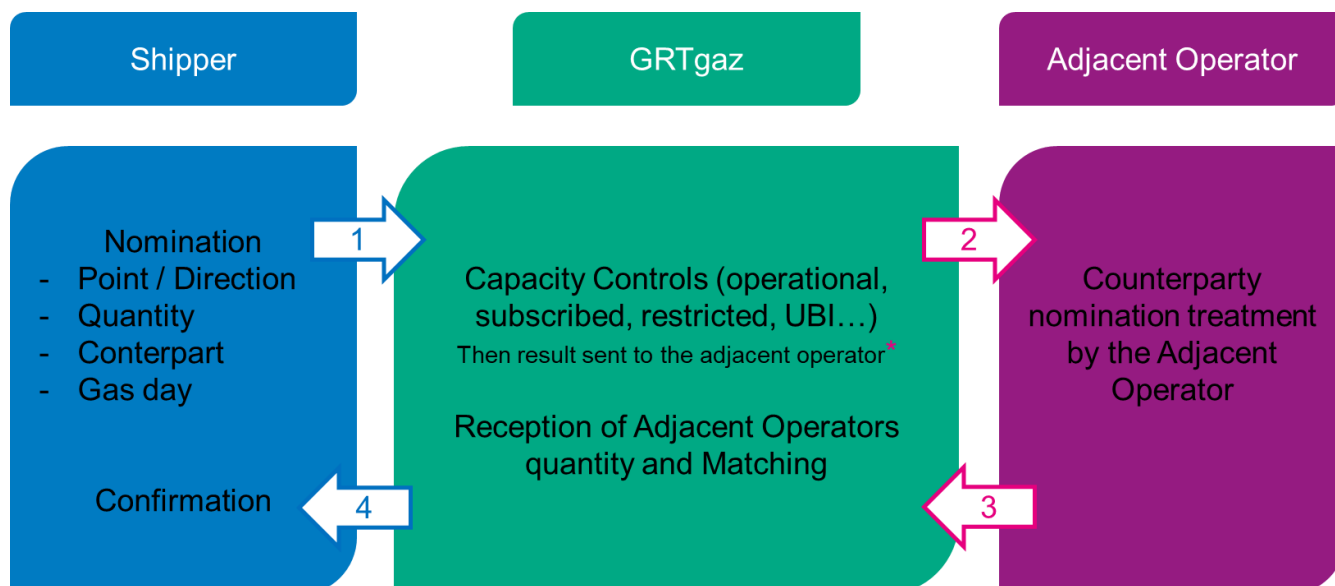 Shipper
GRTgaz
Adjacent Operator
Nomination
- Point / Direction
- Quantity
- Conterpart
- Gas day
Confirmation
1
Capacity Controls (operational,
subscribed, restricted, UBI…)
Then result sent to the adjacent operator*
Reception of Adjacent Operators
quantity and Matching
2
Counterparty
nomination treatment
by the Adjacent
Operator
3
4